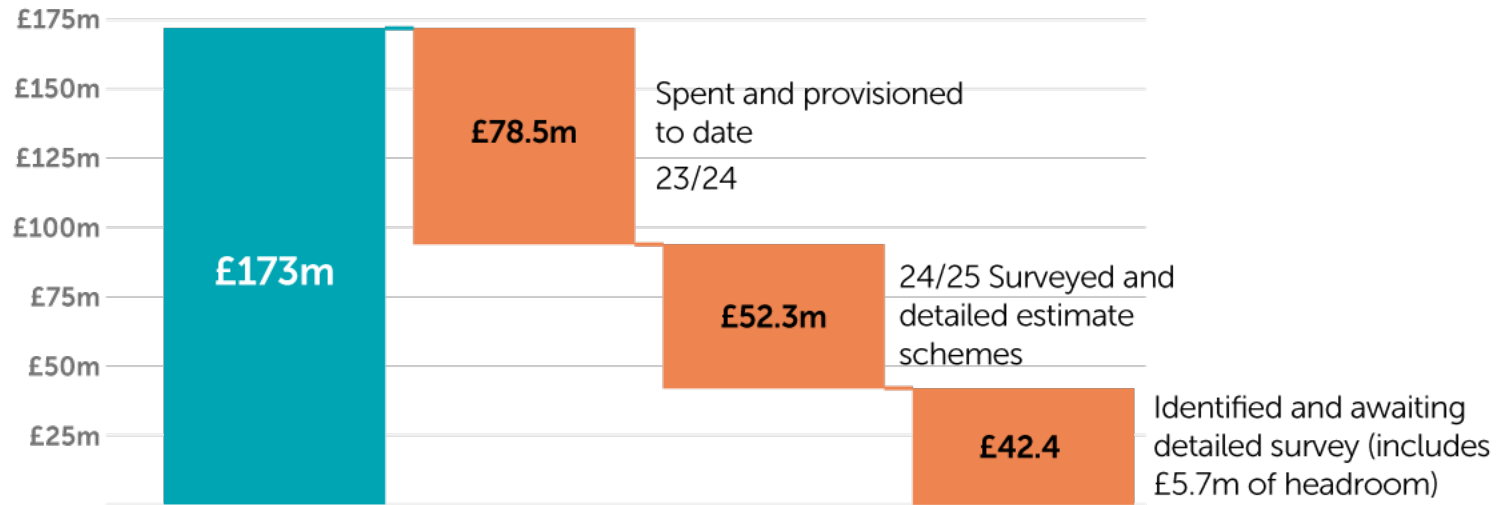 £175m
£150m
£125m
£100m
£75m
£50m
£25m
£173m
£78.5m
Spent and provisioned
to date
23/24
£52.3m
24/25 Surveyed and
detailed estimate
schemes
£42.4
Identified and awaiting
detailed survey (includes
£5.7m of headroom)